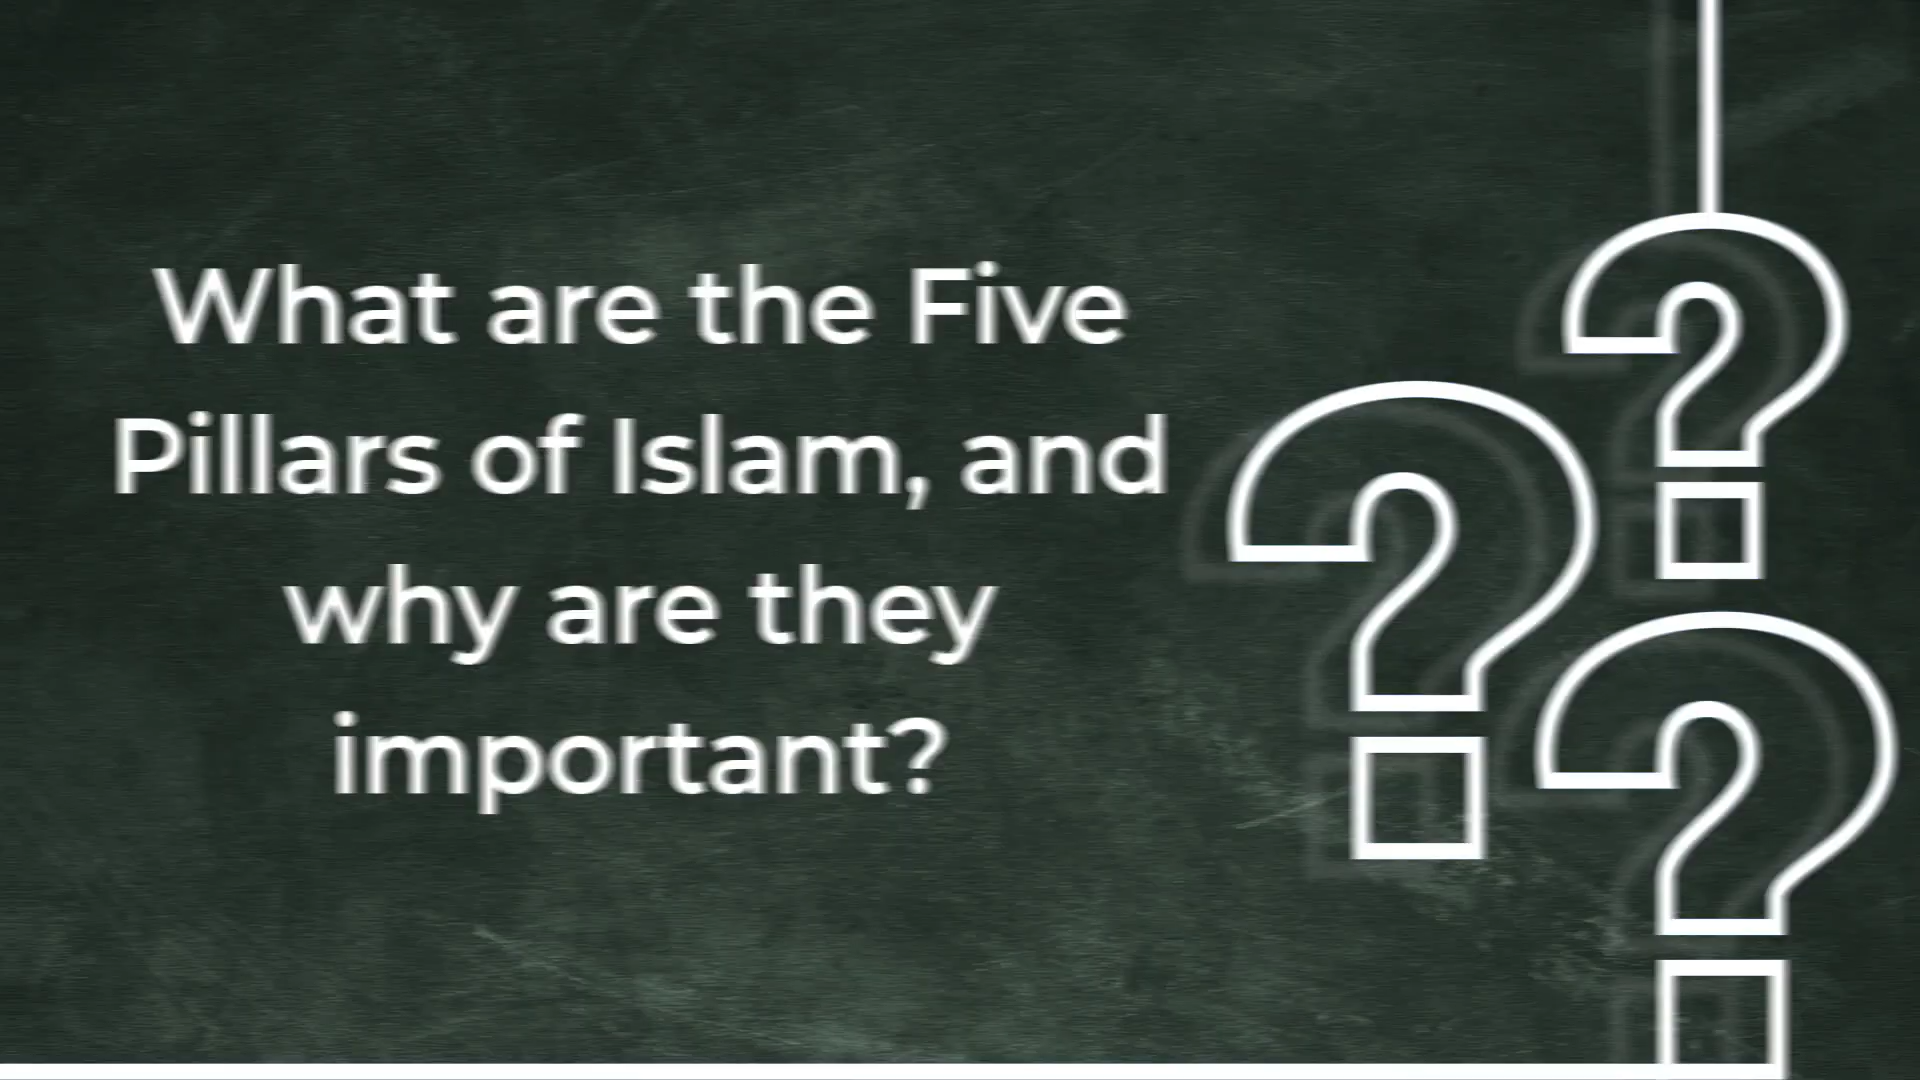 What are the Five
Pillars of Islam, and
why are they
important?